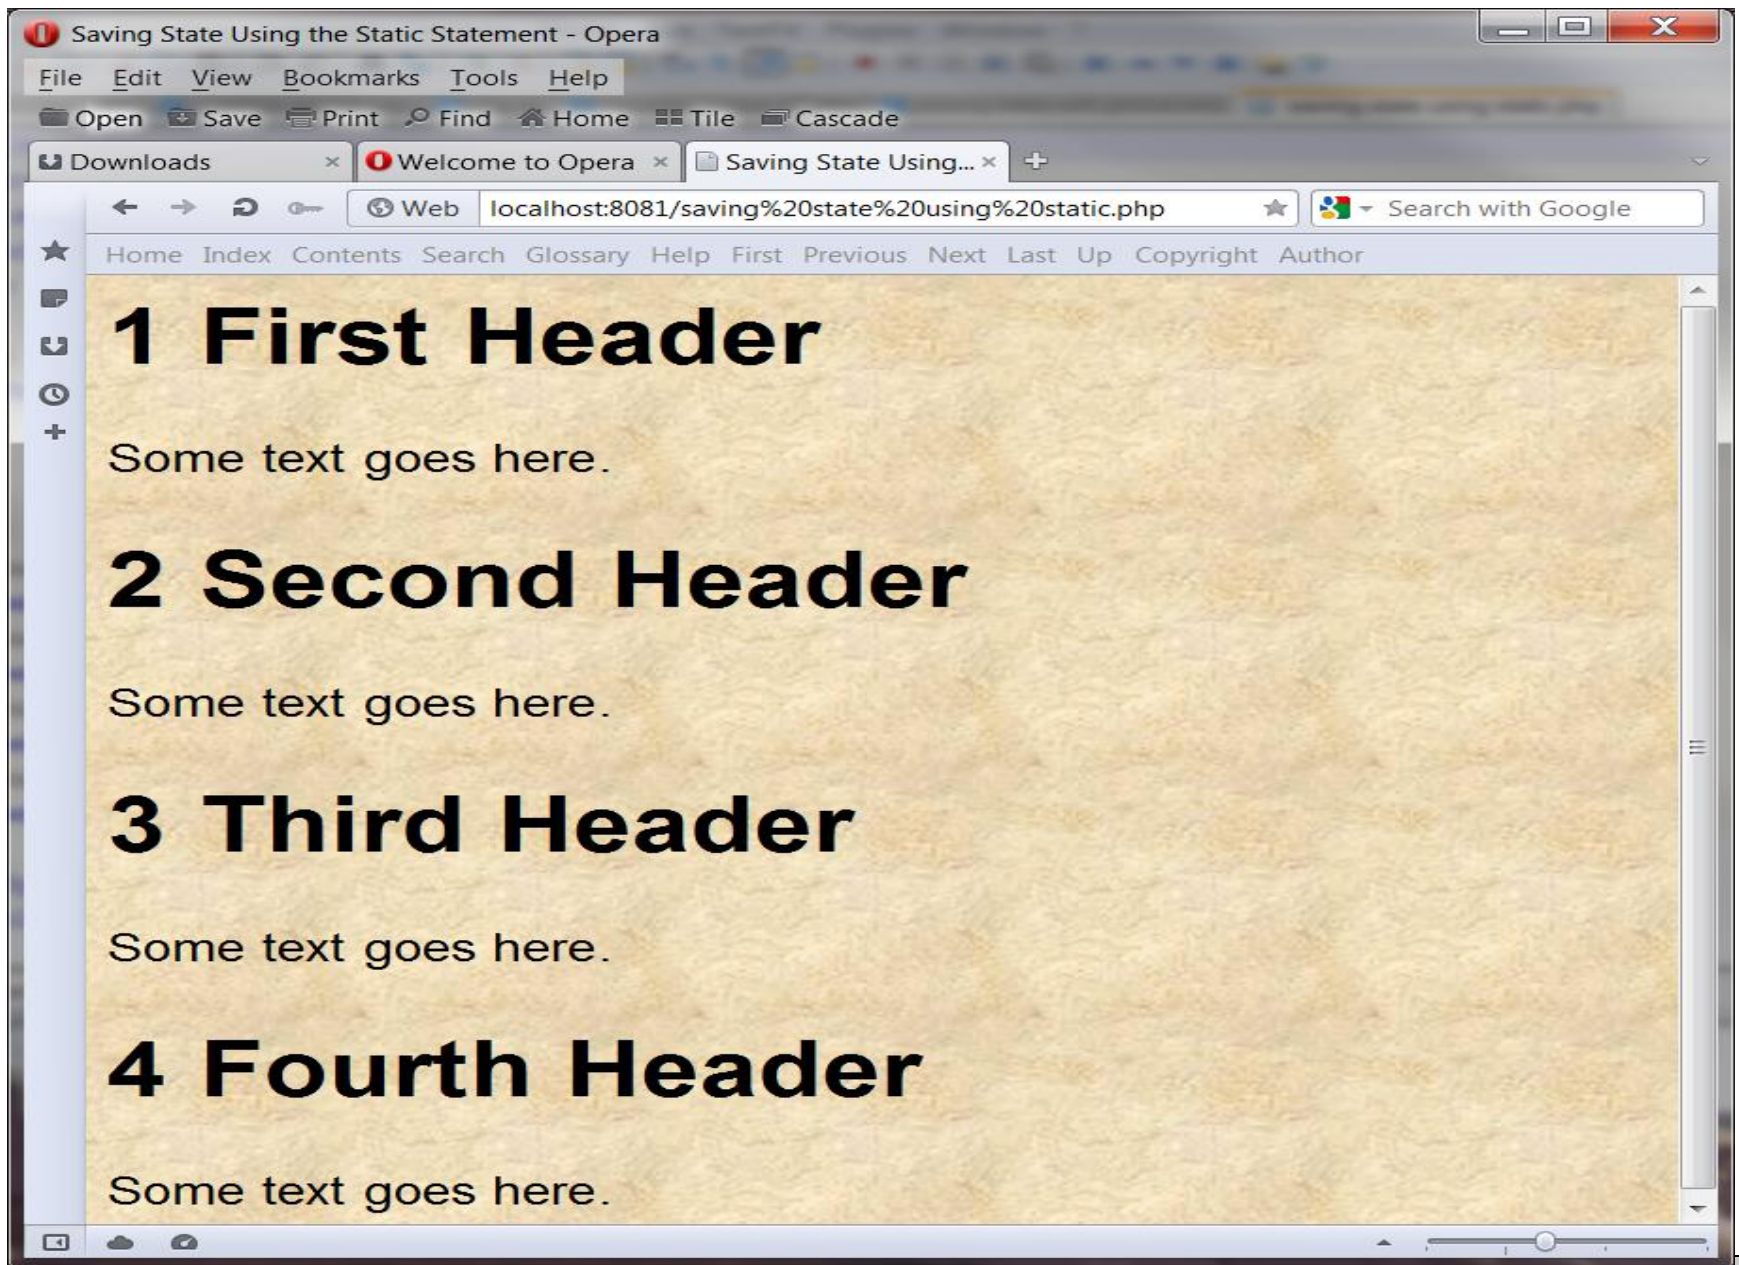 Saving State Using the Static Statement - Opera
File Edit View Bookmarks Tools Help
Open Save Print Find Home Tile Cascade
Downloads Welcome to Opera Saving State Using...
Web localhost:8081/saving%20state%20using%20static.php Search with Google
Home Index Contents Search Glossary Help First Previous Next Last Up Copyright Author
1 First Header
Some text goes here.
2 Second Header
Some text goes here.
3 Third Header
Some text goes here.
4 Fourth Header
Some text goes here.